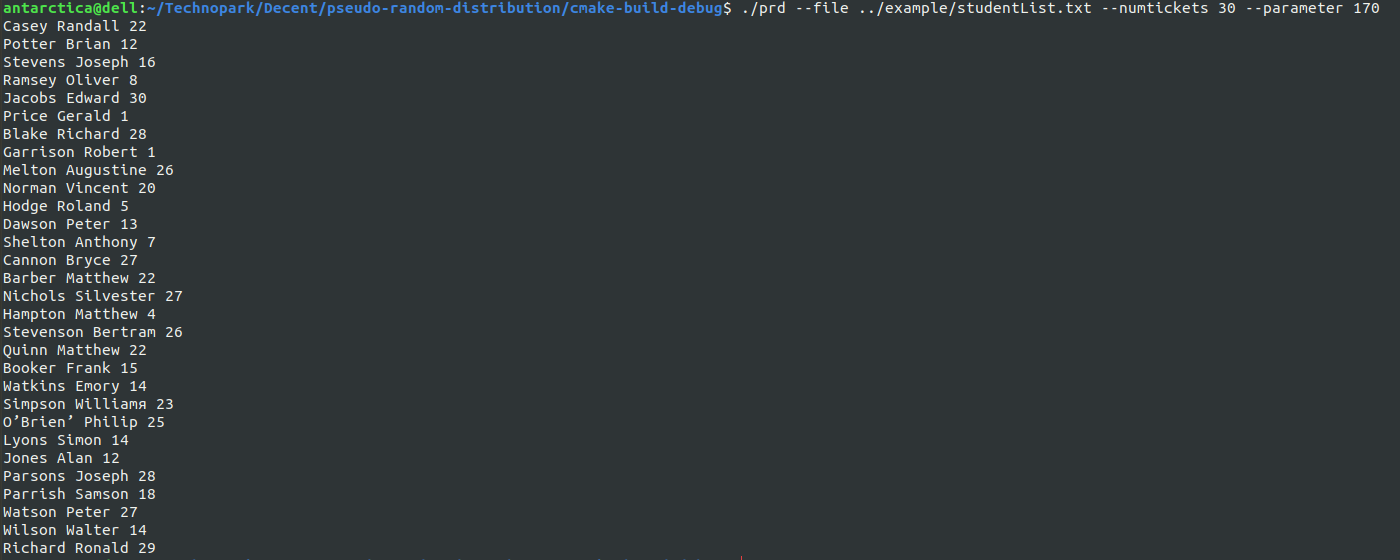 antarctica@dell:~/Technopark/Decent/pseudo-random-distribution/cmake-build-debug$ ./prd --file ../example/studentList.txt --numtickets 30 --parameter 170
Casey Randall 22
Potter Brian 12
Stevens Joseph 16
Ramsey Oliver 8
Jacobs Edward 30
Price Gerald 1
Blake Richard 28
Garrison Robert 1
Melton Augustine 26
Norman Vincent 20
Hodge Roland 5
Dawson Peter 13
Shelton Anthony 7
Cannon Bryce 27
Barber Matthew 22
Nichols Silvester 27
Hampton Matthew 4
Stevenson Bertram 26
Quinn Matthew 22
Booker Frank 15
Watkins Emory 14
Simpson Williamя 23
O’Brien’ Philip 25
Lyons Simon 14
Jones Alan 12
Parsons Joseph 28
Parrish Samson 18
Watson Peter 27
Wilson Walter 14
Richard Ronald 29